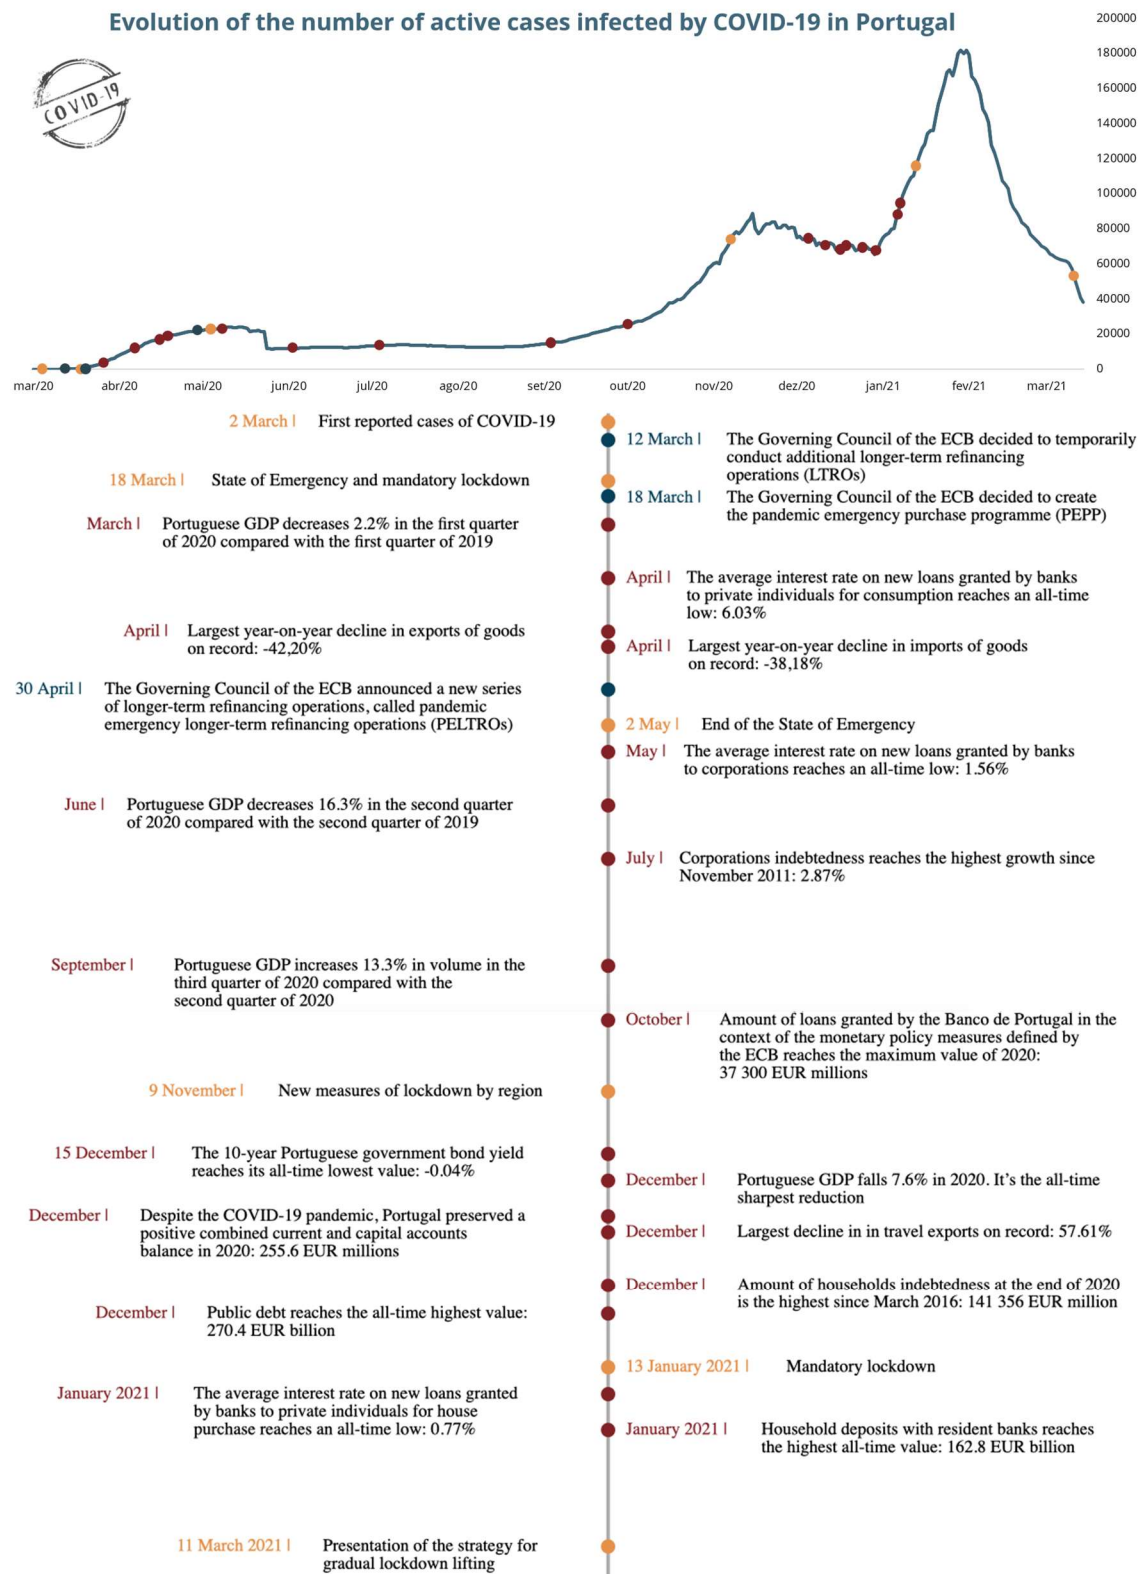 Evolution of the number of active cases infected by COVID-19 in Portugal
COVID-19
200000
180000
160000
140000
120000
100000
80000
60000
40000
20000
0
mar/20 abr/20 mai/20 jun/20 jul/20 ago/20 set/20 out/20 nov/20 dez/20 jan/21 fev/21 mar/21
2 March | First reported cases of COVID-19
12 March | The Governing Council of the ECB decided to temporarily
conduct additional longer-term refinancing
operations (LTROs)
18 March | State of Emergency and mandatory lockdown
18 March | The Governing Council of the ECB decided to create
the pandemic emergency purchase programme (PEPP)
March | Portuguese GDP decreases 2.2% in the first quarter
of 2020 compared with the first quarter of 2019
April | The average interest rate on new loans granted by banks
to private individuals for consumption reaches an all-time
low: 6.03%
April | Largest year-on-year decline in exports of goods
on record: -42,20%
April | Largest year-on-year decline in imports of goods
on record: -38,18%
30 April | The Governing Council of the ECB announced a new series
of longer-term refinancing operations, called pandemic
emergency longer-term refinancing operations (PELTROs)
2 May | End of the State of Emergency
May | The average interest rate on new loans granted by banks
to corporations reaches an all-time low: 1.56%
June | Portuguese GDP decreases 16.3% in the second quarter
of 2020 compared with the second quarter of 2019
July | Corporations indebtedness reaches the highest growth since
November 2011: 2.87%
September | Portuguese GDP increases 13.3% in volume in the
third quarter of 2020 compared with the
second quarter of 2020
October | Amount of loans granted by the Banco de Portugal in the
context of the monetary policy measures defined by
the ECB reaches the maximum value of 2020:
37 300 EUR millions
9 November | New measures of lockdown by region
15 December | The 10-year Portuguese government bond yield
reaches its all-time lowest value: -0.04%
December | Portuguese GDP falls 7.6% in 2020. It's the all-time
sharpest reduction
December | Despite the COVID-19 pandemic, Portugal preserved a
positive combined current and capital accounts
balance in 2020: 255.6 EUR millions
December | Largest decline in in travel exports on record: 57.61%
December | Amount of households indebtedness at the end of 2020
is the highest since March 2016: 141 356 EUR million
December | Public debt reaches the all-time highest value:
270.4 EUR billion
13 January 2021 | Mandatory lockdown
January 2021 | The average interest rate on new loans granted
by banks to private individuals for house
purchase reaches an all-time low: 0.77%
January 2021 | Household deposits with resident banks reaches
the highest all-time value: 162.8 EUR billion
11 March 2021 | Presentation of the strategy for
gradual lockdown lifting